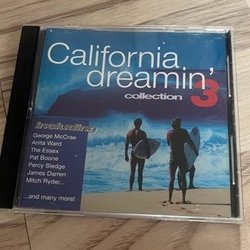 California
dreamin'
collection 3
including
George McCrae
Anita Ward
The Essex
Pat Boone
Percy Sledge
James Darren
Mitch Ryder...
...and many more!